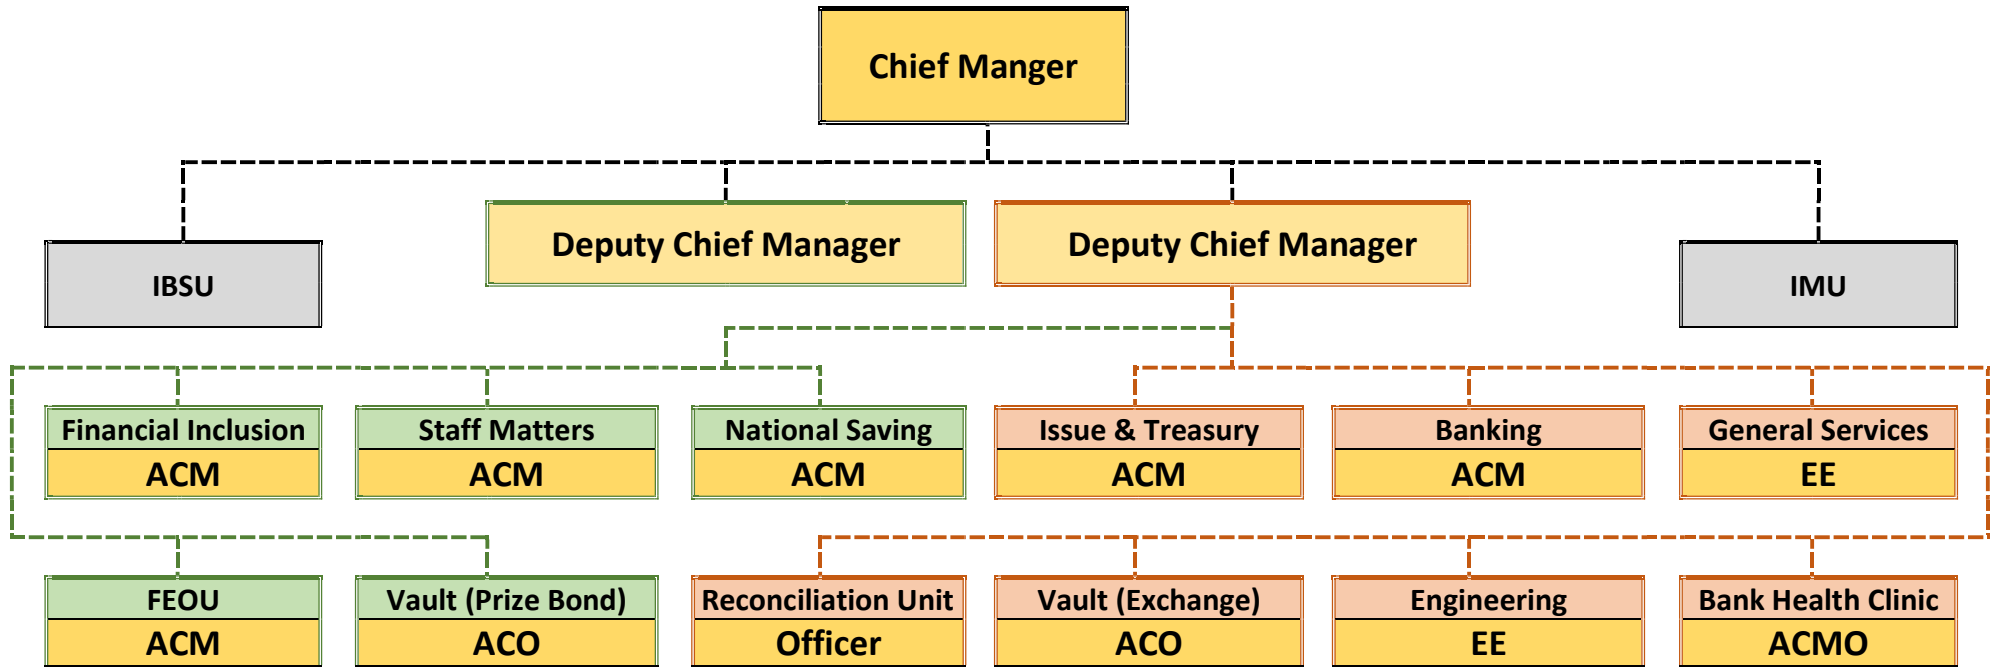 Chief Manger
Deputy Chief Manager
Deputy Chief Manager
IBSU
IMU
Financial Inclusion
ACM
Staff Matters
ACM
National Saving
ACM
Issue & Treasury
ACM
Banking
ACM
General Services
EE
FEOU
ACM
Vault (Prize Bond)
ACO
Reconciliation Unit
Officer
Vault (Exchange)
ACO
Engineering
EE
Bank Health Clinic
ACMO